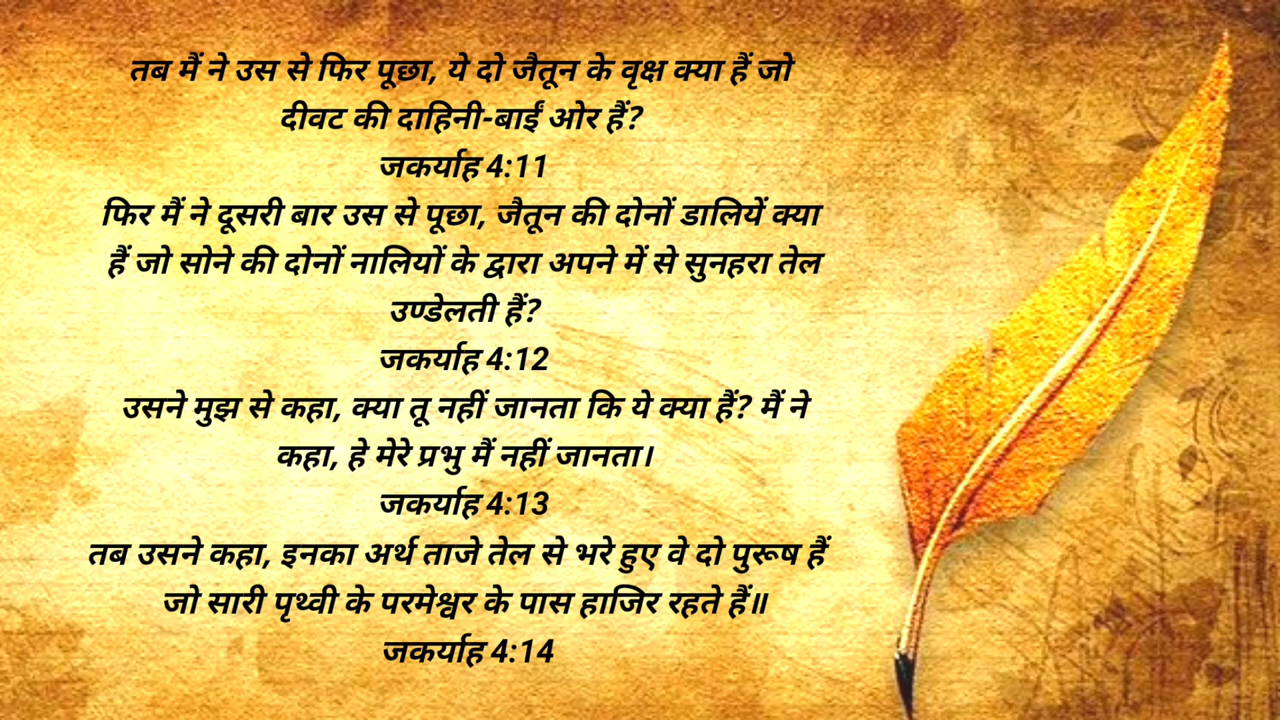 तब मैं ने उस से फिर पूछा, ये दो जैतून के वृक्ष क्या हैं जो
दीवट की दाहिनी-बाईं ओर हैं?
जकर्याह 4:11
फिर मैं ने दूसरी बार उस से पूछा, जैतून की दोनों डालियें क्या
हैं जो सोने की दोनों नालियों के द्वारा अपने में से सुनहरा तेल
उण्डेलती हैं?
जकर्याह 4:12
उसने मुझ से कहा, क्या तू नहीं जानता कि ये क्या हैं? मैं ने
कहा, हे मेरे प्रभु मैं नहीं जानता।
जकर्याह 4:13
तब उसने कहा, इनका अर्थ ताजे तेल से भरे हुए वे दो पुरूष हैं
जो सारी पृथ्वी के परमेश्वर के पास हाजिर रहते हैं॥
जकर्याह 4:14